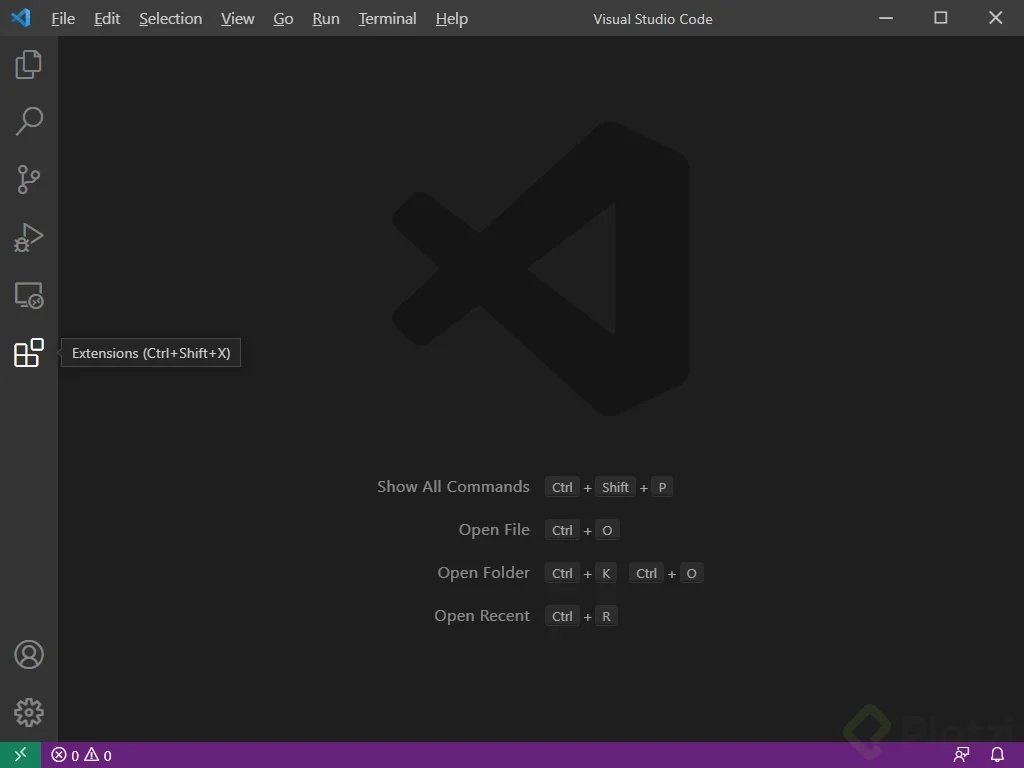 File Edit Selection View Go Run Terminal Help Visual Studio Code
Extensions (Ctrl+Shift+X)
Show All Commands Ctrl + Shift + P
Open File Ctrl + O
Open Folder Ctrl + K Ctrl + O
Open Recent Ctrl + R
Platzi
0 0